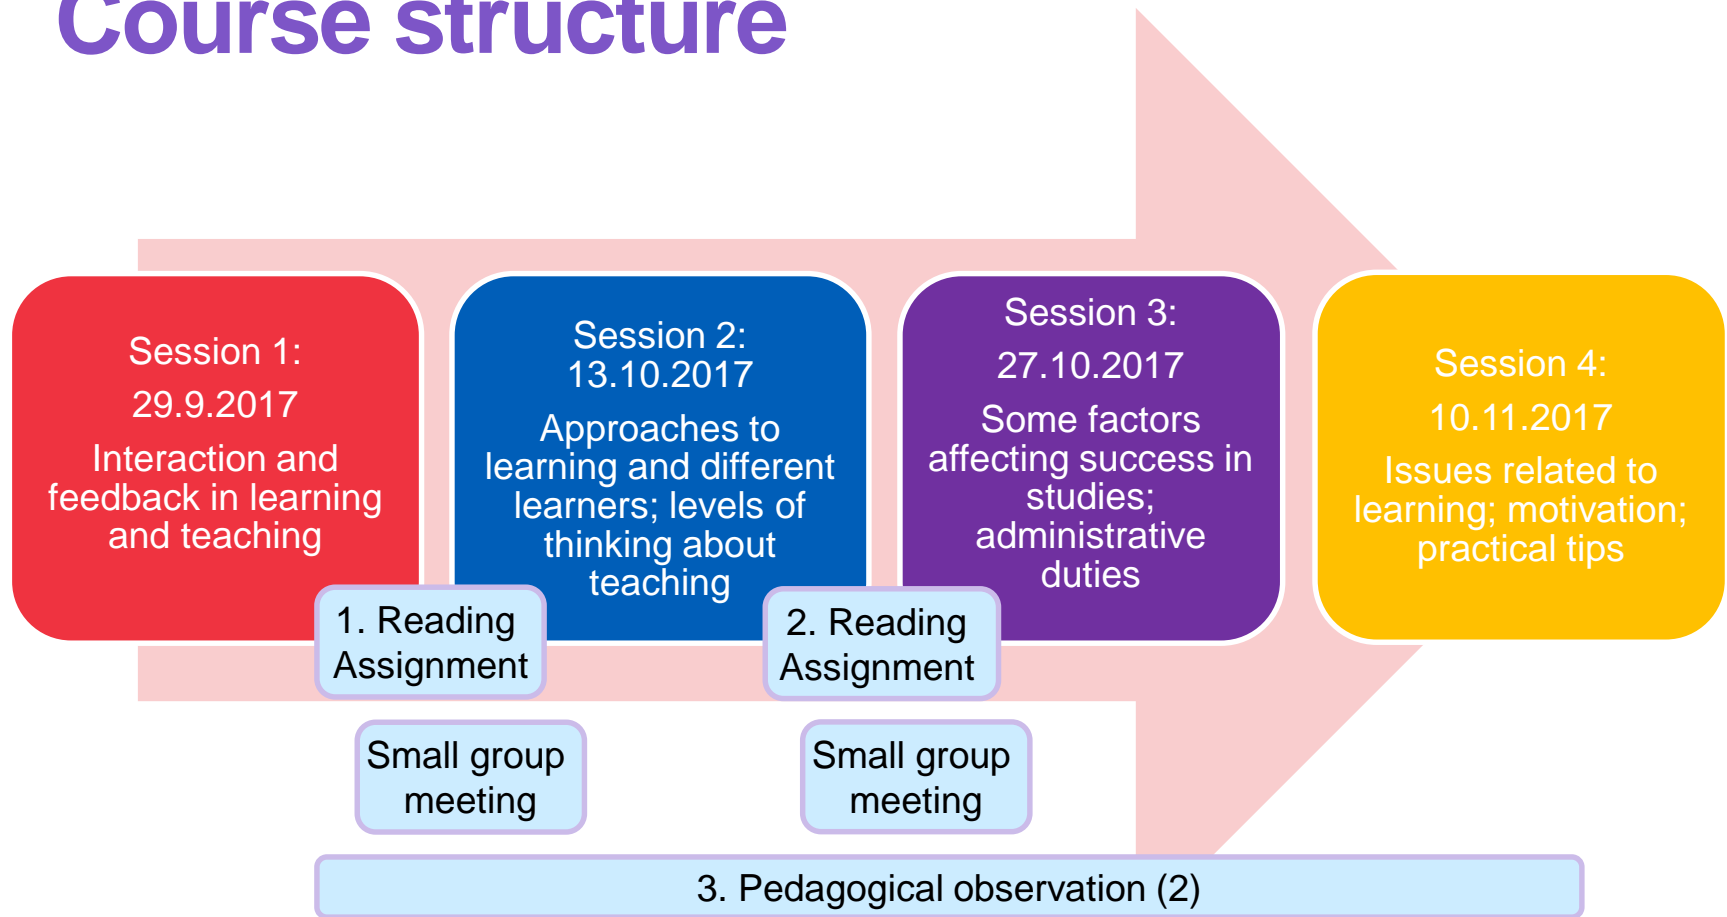 Course structure
Session 1:
29.9.2017
Interaction and
feedback in learning
and teaching
Session 2:
13.10.2017
Approaches to
learning and different
learners; levels of
thinking about
teaching
Session 3:
27.10.2017
Some factors
affecting success in
studies;
administrative
duties
Session 4:
10.11.2017
Issues related to
learning; motivation;
practical tips
1. Reading
Assignment
2. Reading
Assignment
Small group
meeting
Small group
meeting
3. Pedagogical observation (2)